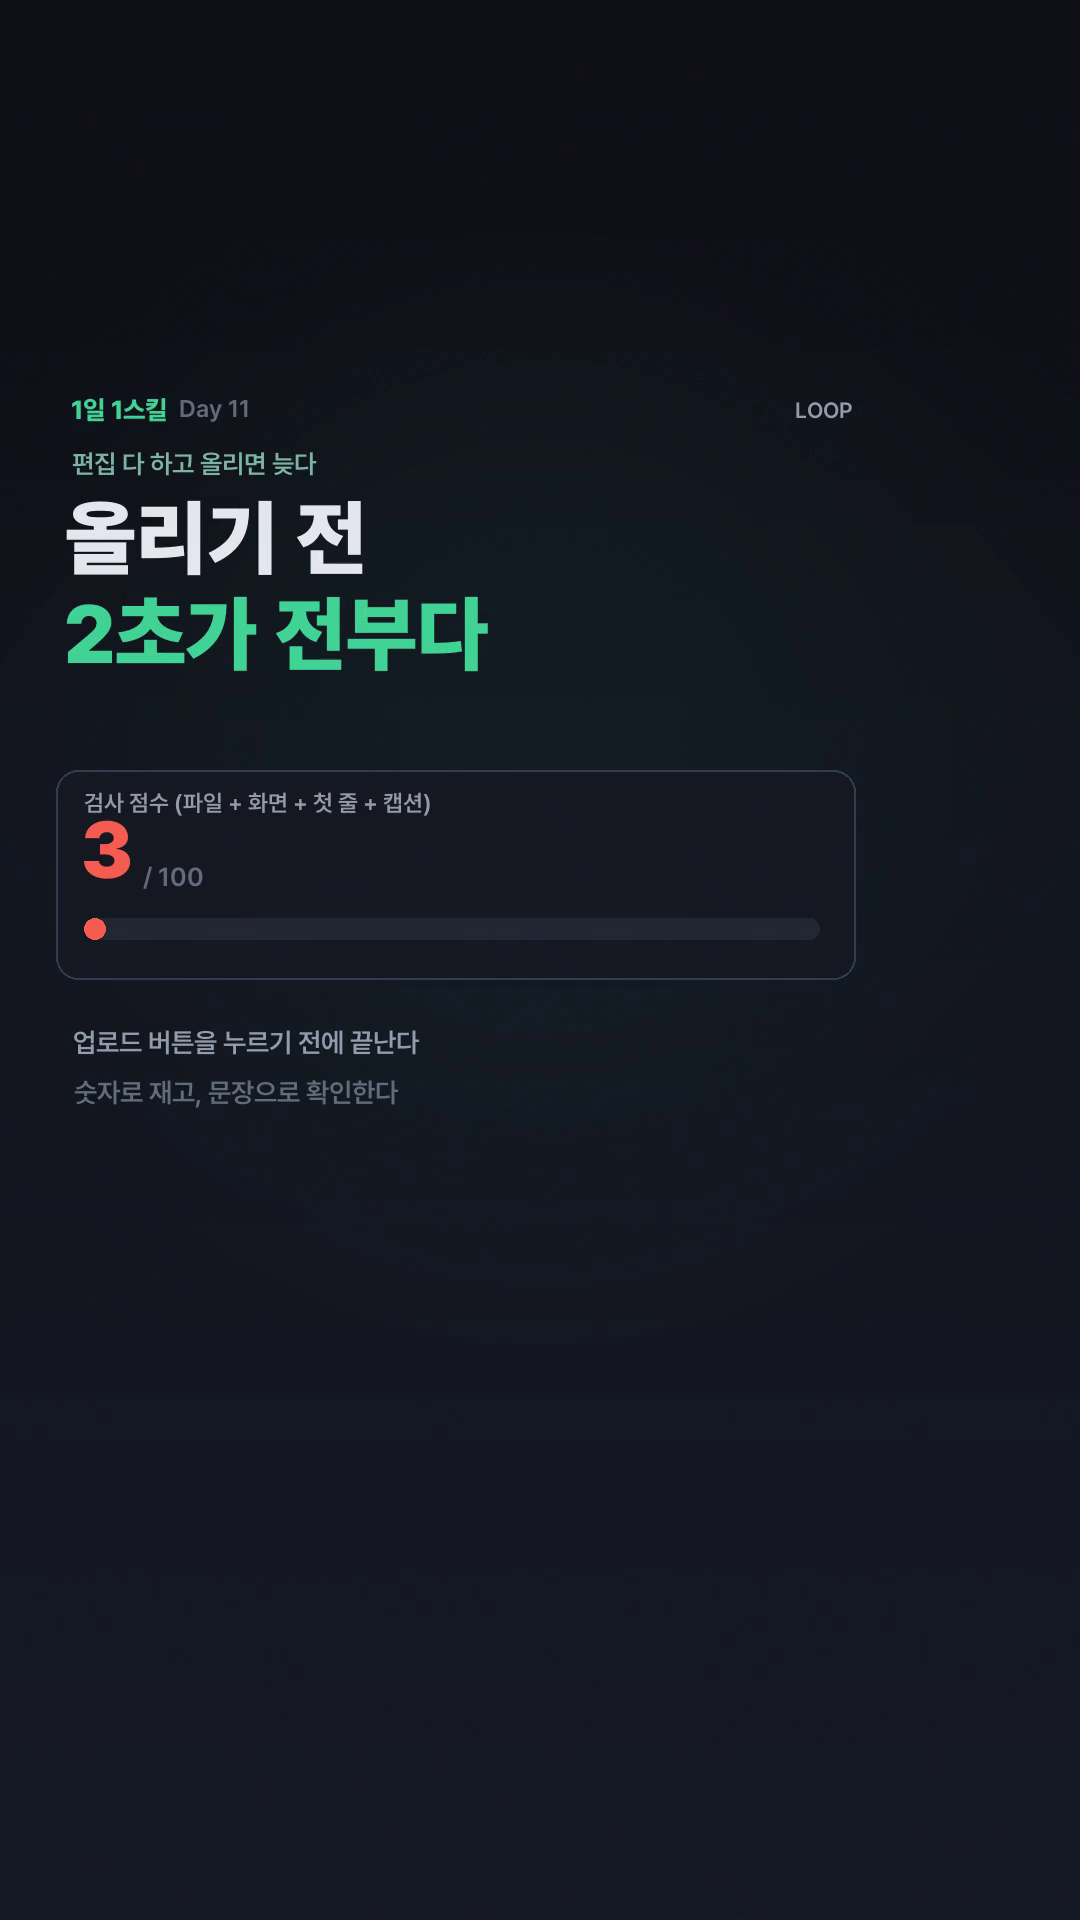 1일 1스킬 Day 11 LOOP
편집 다 하고 올리면 늦다
올리기 전
2초가 전부다
검사 점수 (파일 + 화면 + 첫 줄 + 캡션)
3 / 100
업로드 버튼을 누르기 전에 끝난다
숫자로 재고, 문장으로 확인한다